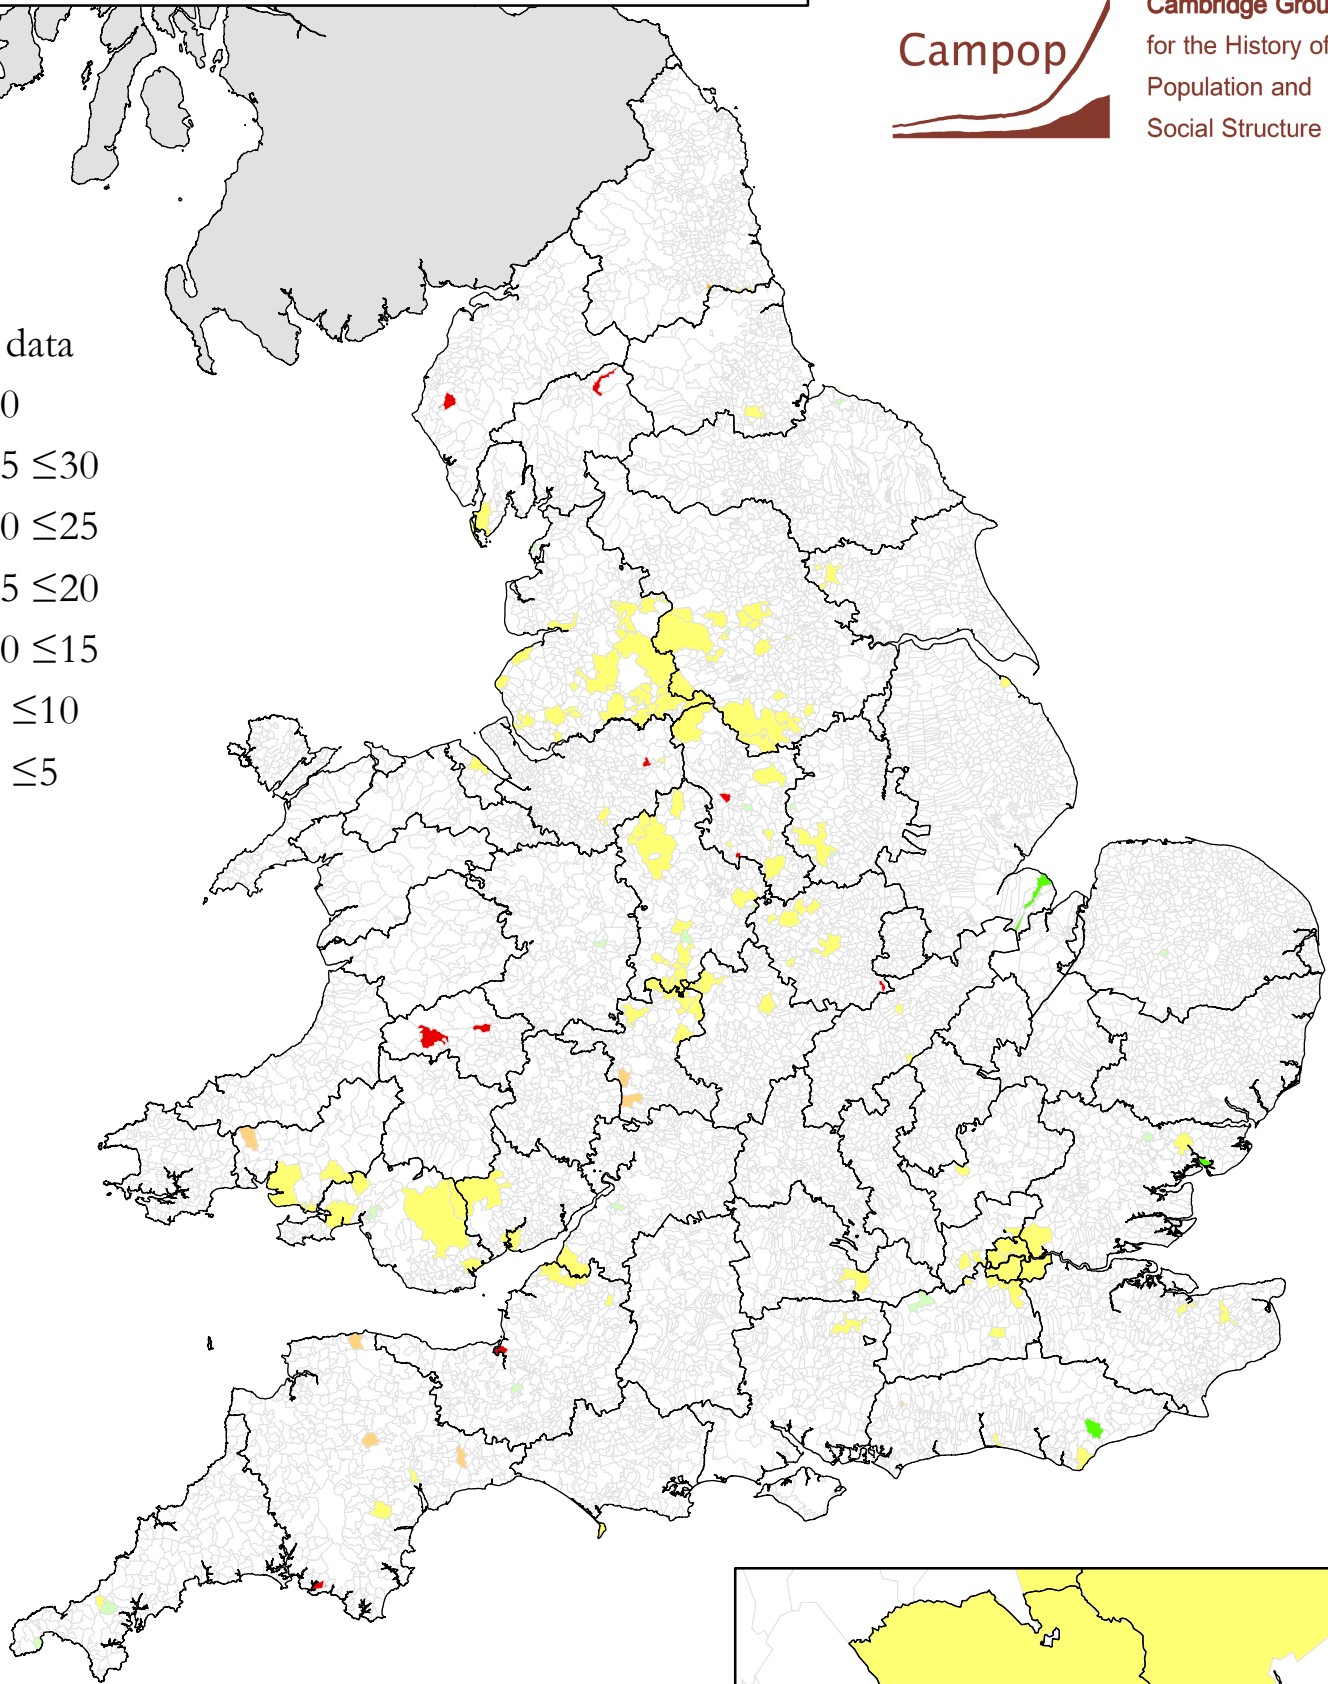 Cambridge Grou
Campop
for the History of
Population and
Social Structure
data
0
5 ≤30
0 ≤25
5 ≤20
0 ≤15
≤10
≤5